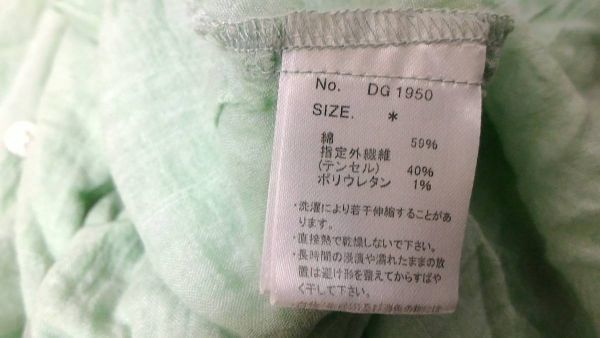 No. DG 1950
SIZE. *
綿 59%
指定外繊維
(テンセル) 40%
ポリウレタン 1%
・洗濯により若干伸縮することがあ
ります。
・直接熱で乾燥しないで下さい。
・長時間の浸漬や濡れたままの放
置は避け形を整えてからすばや
く干して下さい。